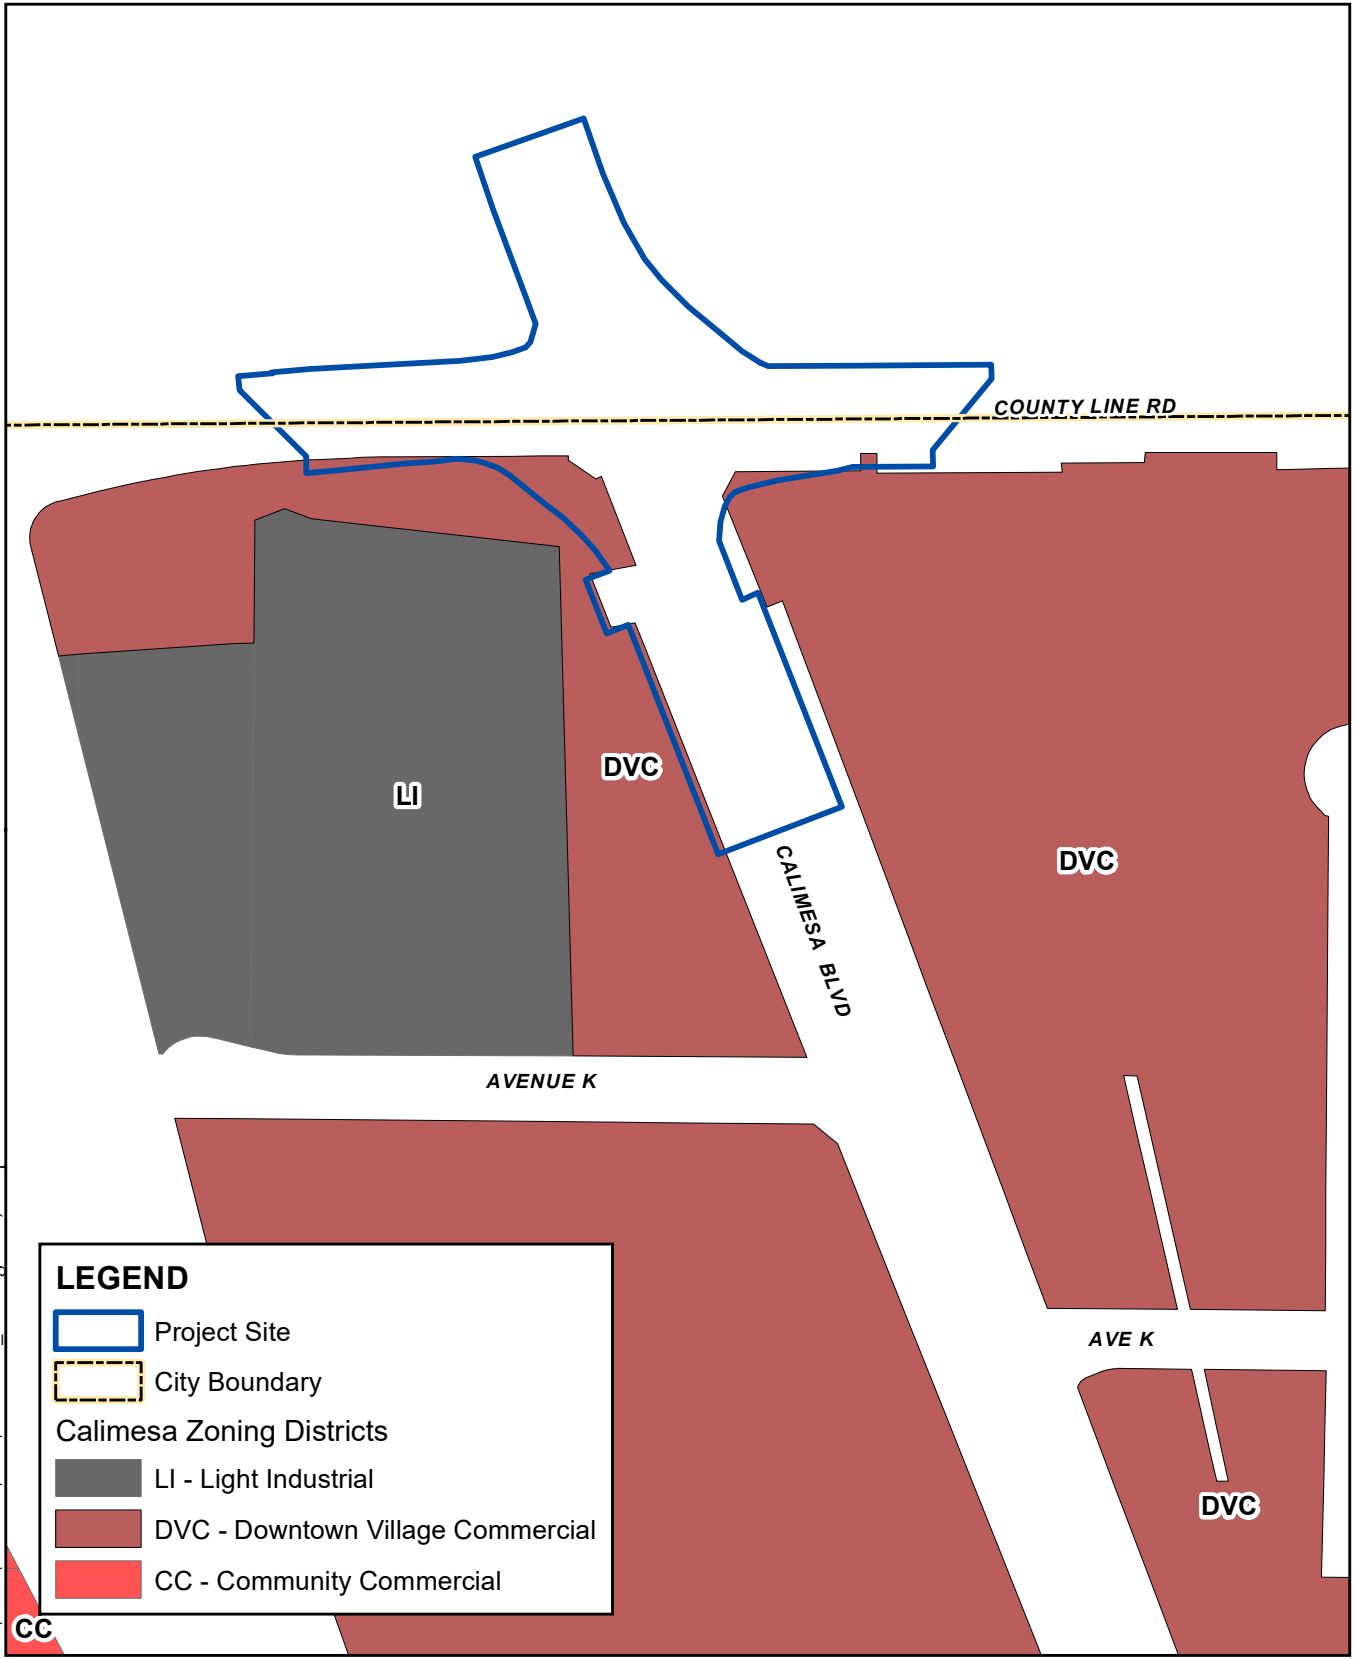 COUNTY LINE RD
DVC
LI
DVC
CALIMESA BLVD
AVENUE K
AVE K
DVC
LEGEND
Project Site
City Boundary
Calimesa Zoning Districts
LI - Light Industrial
DVC - Downtown Village Commercial
CC - Community Commercial
CC